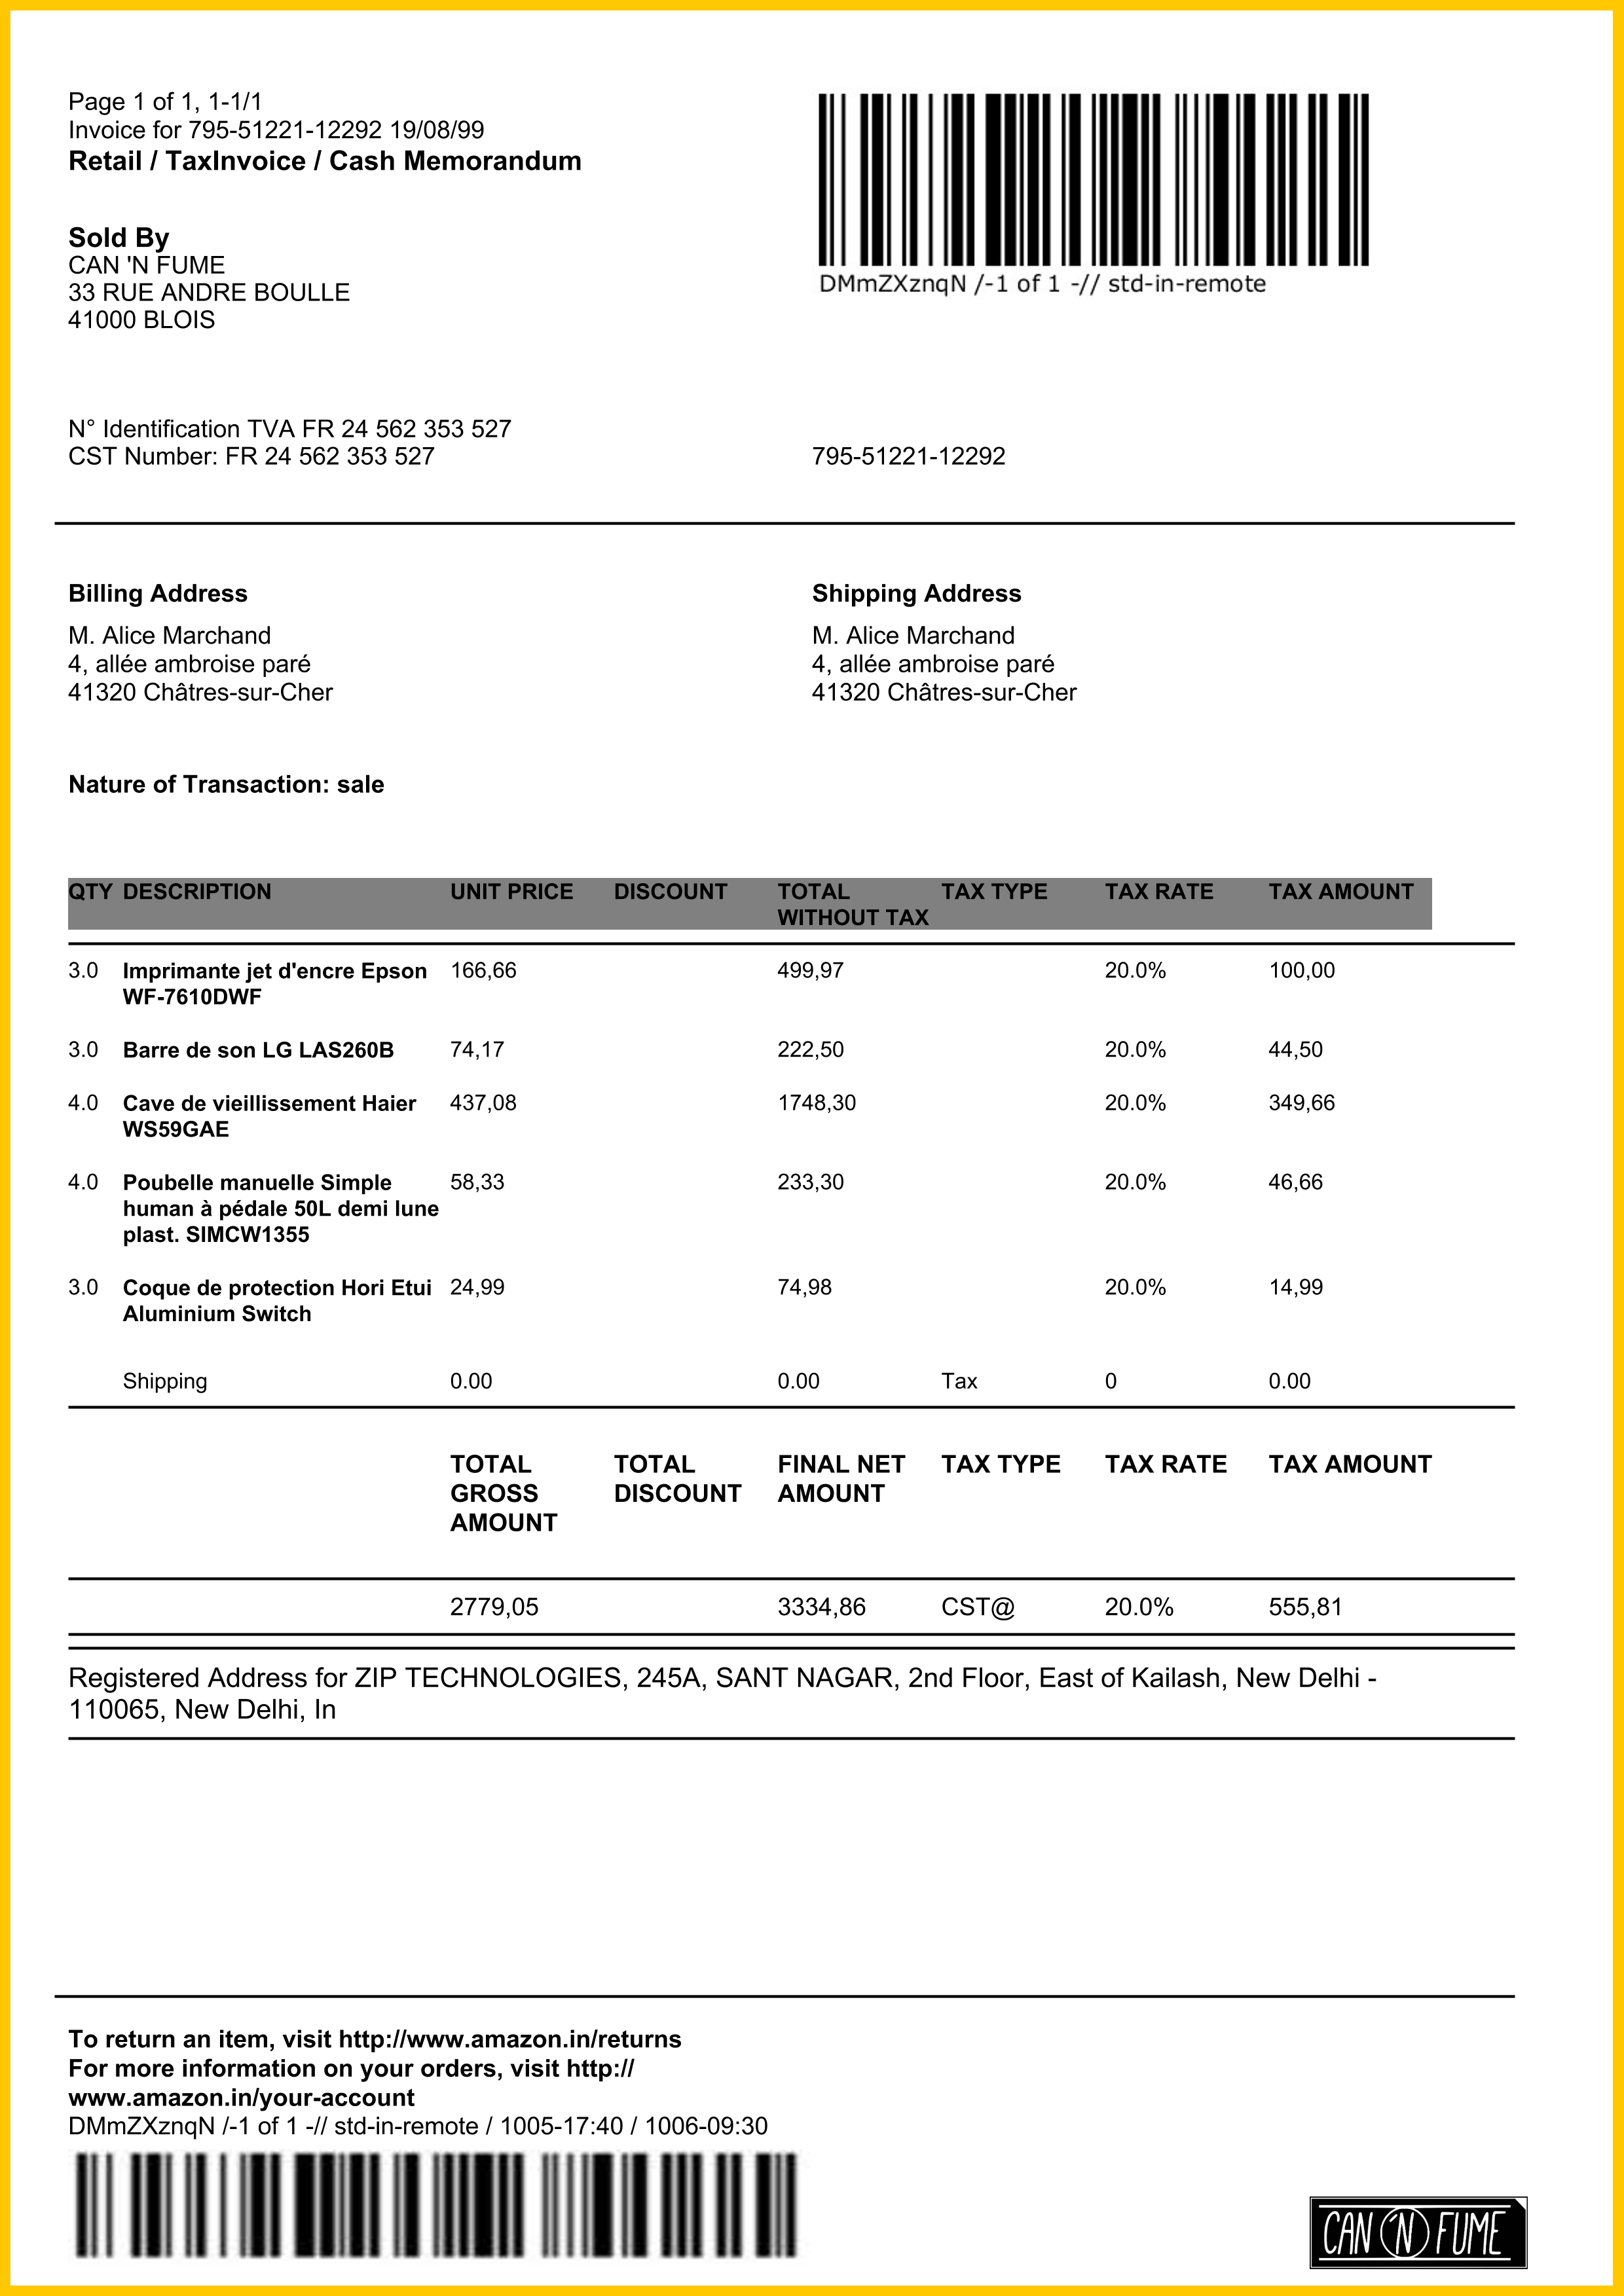 Page 1 of 1, 1-1/1
Invoice for 795-51221-12292 19/08/99
Retail / TaxInvoice / Cash Memorandum
DMmZXznqN /-1 of 1 -// std-in-remote
Sold By
CAN 'N FUME
33 RUE ANDRE BOULLE
41000 BLOIS
N° Identification TVA FR 24 562 353 527
CST Number: FR 24 562 353 527 795-51221-12292
Billing Address
M. Alice Marchand
4, allée ambroise paré
41320 Châtres-sur-Cher
Shipping Address
M. Alice Marchand
4, allée ambroise paré
41320 Châtres-sur-Cher
Nature of Transaction: sale
QTY DESCRIPTION UNIT PRICE DISCOUNT TOTAL TAX TYPE TAX RATE TAX AMOUNT
WITHOUT TAX
3.0 Imprimante jet d'encre Epson 166,66 499,97 20.0% 100,00
WF-7610DWF
3.0 Barre de son LG LAS260B 74,17 222,50 20.0% 44,50
4.0 Cave de vieillissement Haier 437,08 1748,30 20.0% 349,66
WS59GAE
4.0 Poubelle manuelle Simple 58,33 233,30 20.0% 46,66
human à pédale 50L demi lune
plast. SIMCW1355
3.0 Coque de protection Hori Etui 24,99 74,98 20.0% 14,99
Aluminium Switch
Shipping 0.00 0.00 Tax 0 0.00
TOTAL TOTAL FINAL NET TAX TYPE TAX RATE TAX AMOUNT
GROSS DISCOUNT AMOUNT
AMOUNT
2779,05 3334,86 CST@ 20.0% 555,81
Registered Address for ZIP TECHNOLOGIES, 245A, SANT NAGAR, 2nd Floor, East of Kailash, New Delhi -
110065, New Delhi, In
To return an item, visit http://www.amazon.in/returns
For more information on your orders, visit http://
www.amazon.in/your-account
DMmZXznqN /-1 of 1 -// std-in-remote / 1005-17:40 / 1006-09:30
CAN 'N FUME